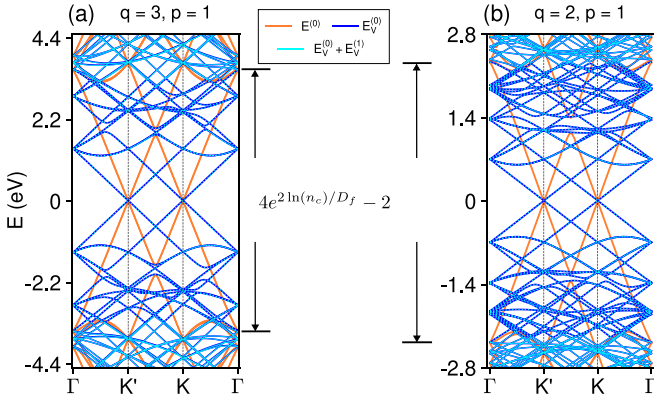 (a) q = 3, p = 1
E⁽⁰⁾ E_V⁽⁰⁾
E_V⁽⁰⁾ + E_V⁽¹⁾
(b) q = 2, p = 1
E (eV)
4.4
2.2
0
-2.2
-4.4
Γ K' K Γ
4e^{2 ln(n_c)/D_f} − 2
2.8
1.4
0
-1.4
-2.8
Γ K' K Γ